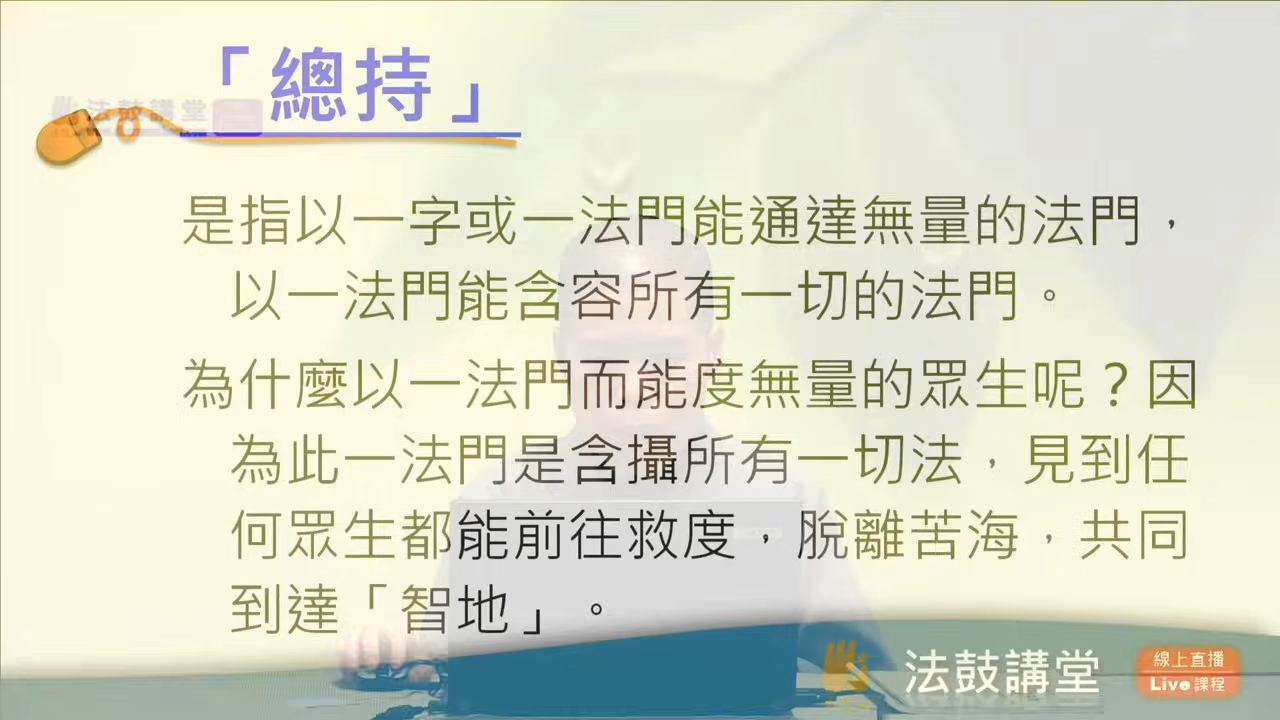 「總持」
法鼓講堂
是指以一字或一法門能通達無量的法門，
以一法門能含容所有一切的法門。
為什麼以一法門而能度無量的眾生呢？因
為此一法門是含攝所有一切法，見到任
何眾生都能前往救度，脫離苦海，共同
到達「智地」。
法鼓講堂
線上直播
Live課程